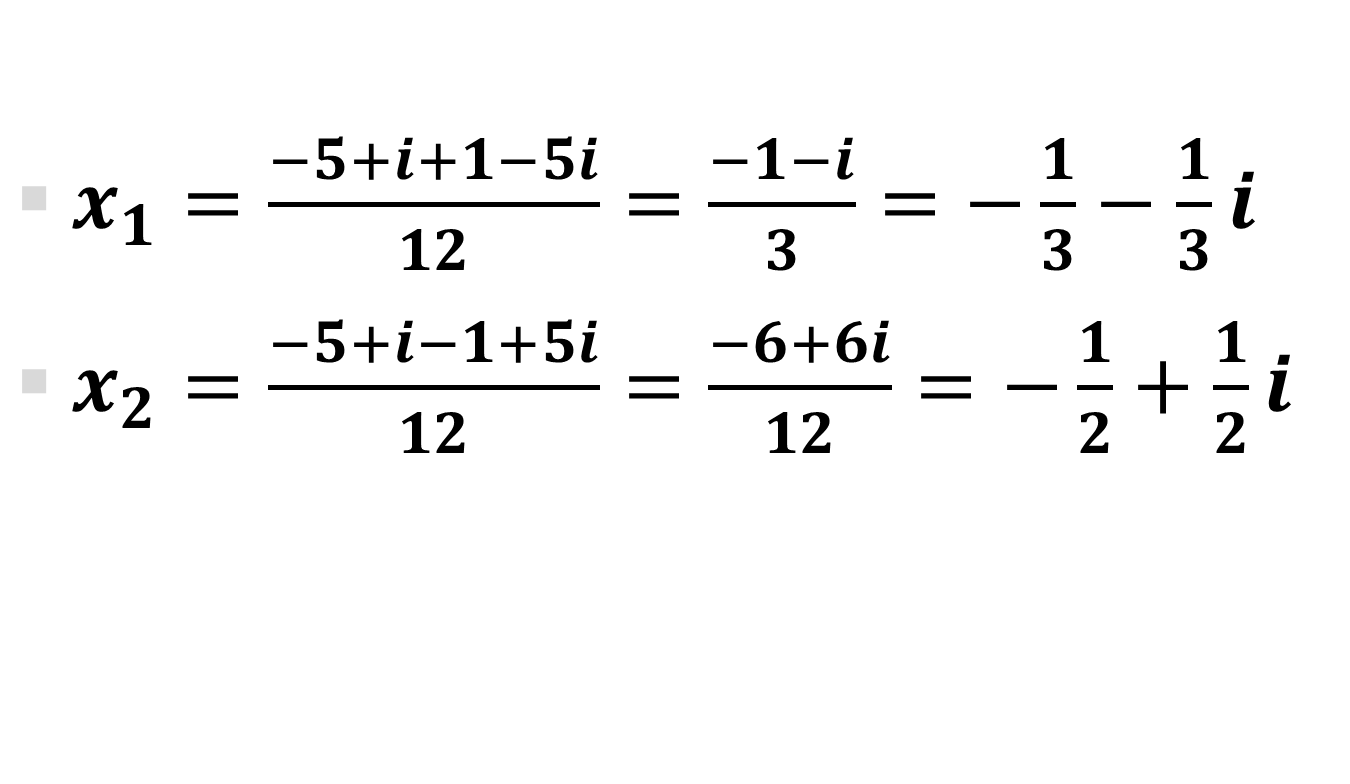 x₁ = (−5+i+1−5i)/12 = (−1−i)/3 = −1/3 − 1/3 i
x₂ = (−5+i−1+5i)/12 = (−6+6i)/12 = −1/2 + 1/2 i